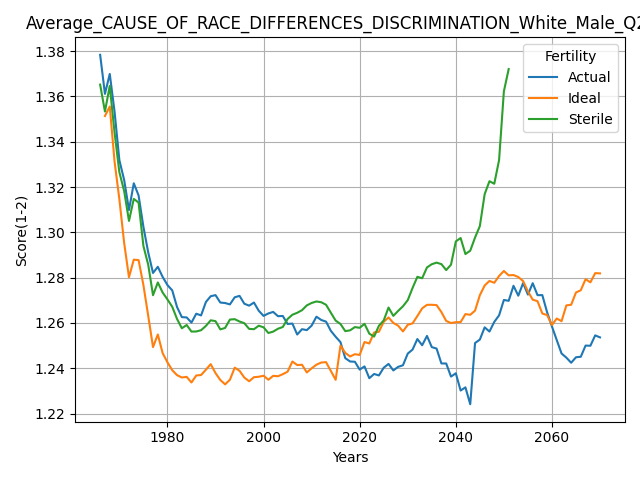 Average_CAUSE_OF_RACE_DIFFERENCES_DISCRIMINATION_White_Male_Q2
Fertility
Actual
Ideal
Sterile
Score(1-2)
1.38
1.36
1.34
1.32
1.30
1.28
1.26
1.24
1.22
1980
2000
2020
2040
2060
Years